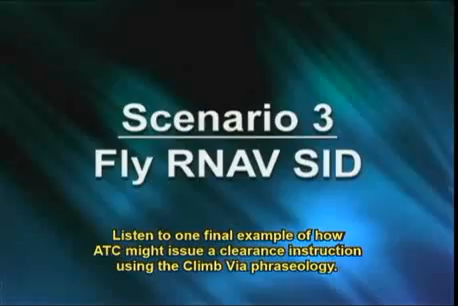 Scenario 3
Fly RNAV SID
Listen to one final example of how
ATC might issue a clearance instruction
using the Climb Via phraseology.